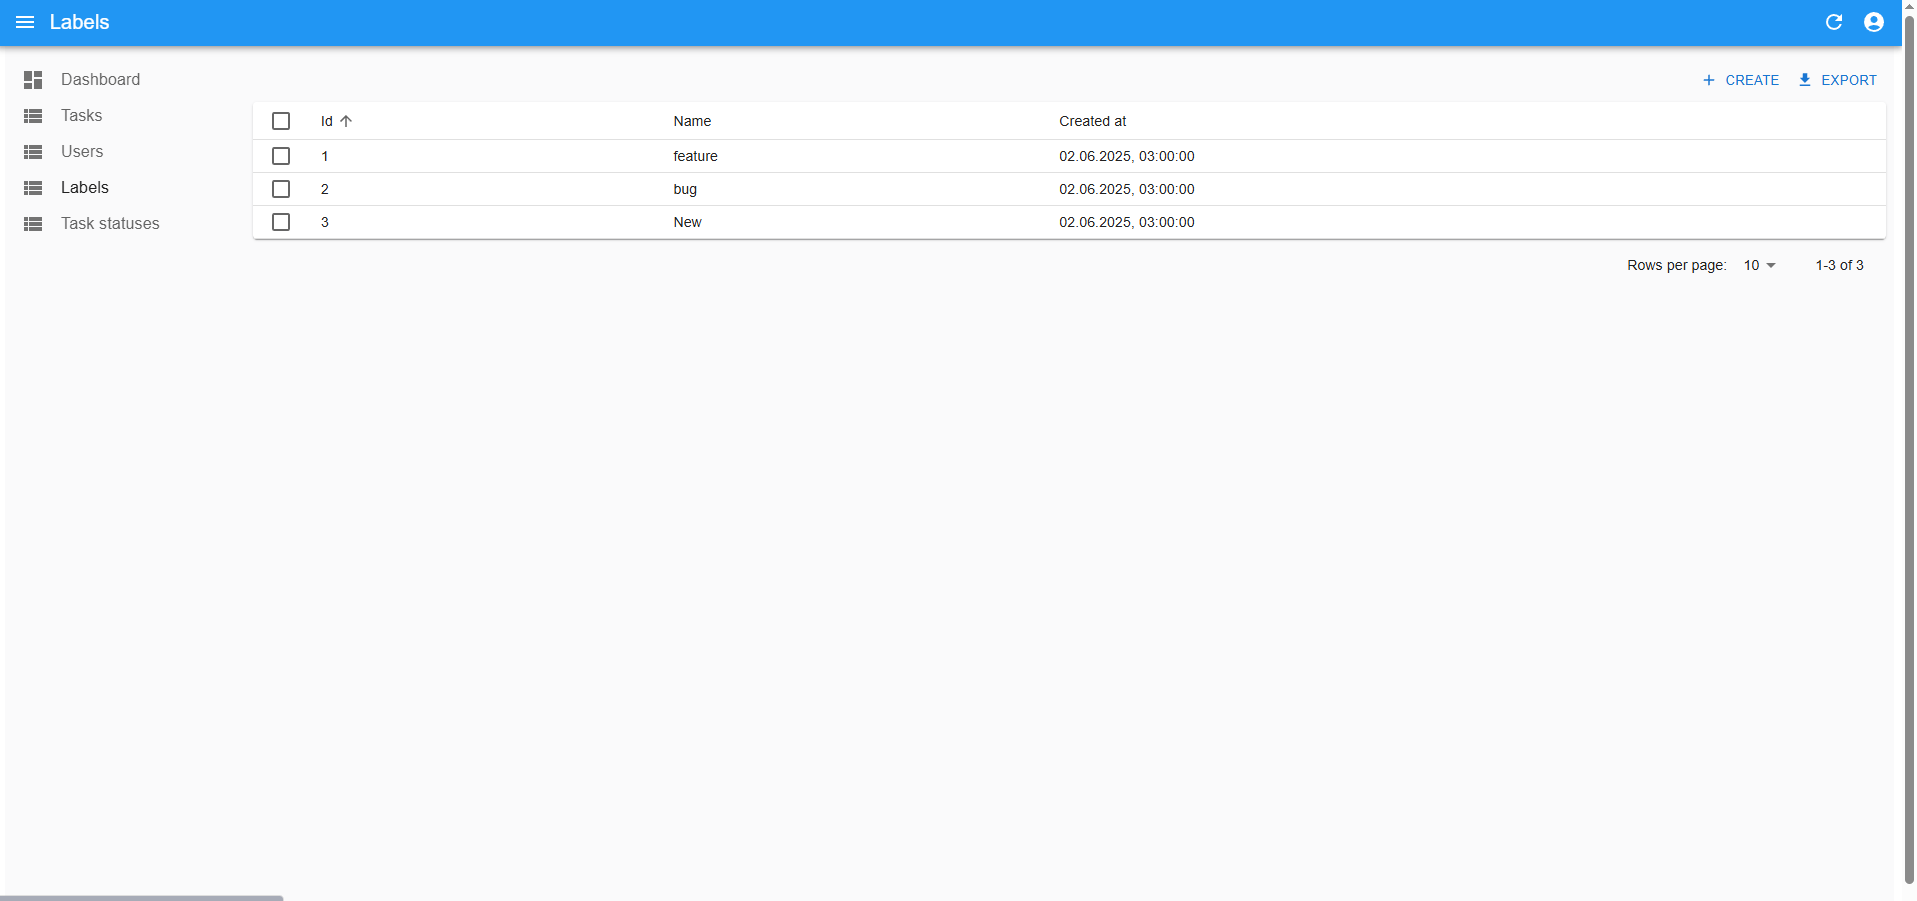 Labels
Dashboard
Tasks
Users
Labels
Task statuses
CREATE EXPORT
Id Name Created at
1 feature 02.06.2025, 03:00:00
2 bug 02.06.2025, 03:00:00
3 New 02.06.2025, 03:00:00
Rows per page: 10 1-3 of 3